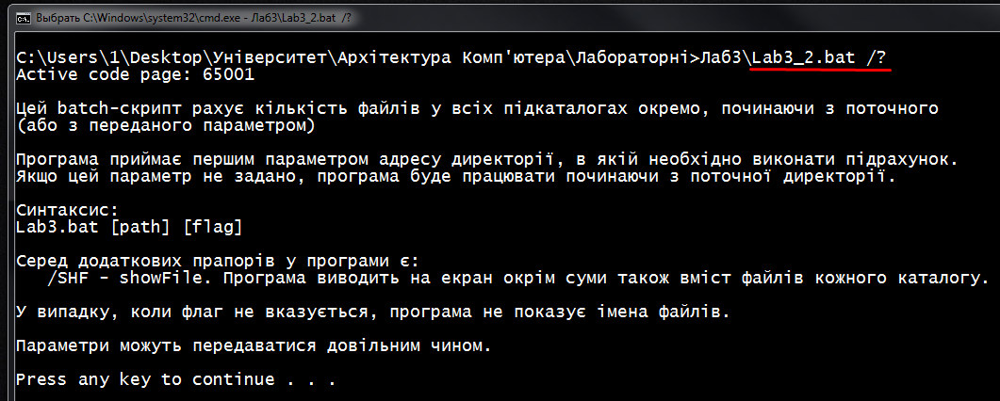 Выбрать C:\Windows\system32\cmd.exe - Лаб3\Lab3_2.bat /?
C:\Users\1\Desktop\Університет\Архітектура Комп'ютера\Лабораторні>Лаб3\Lab3_2.bat /?
Active code page: 65001
Цей batch-скрипт рахує кількість файлів у всіх підкаталогах окремо, починаючи з поточного
(або з переданого параметром)
Програма приймає першим параметром адресу директорії, в якій необхідно виконати підрахунок.
Якщо цей параметр не задано, програма буде працювати починаючи з поточної директорії.
Синтаксис:
Lab3.bat [path] [flag]
Серед додаткових прапорів у програми є:
/SHF - showFile. Програма виводить на екран окрім суми також вміст файлів кожного каталогу.
У випадку, коли флаг не вказується, програма не показує імена файлів.
Параметри можуть передаватися довільним чином.
Press any key to continue . . .